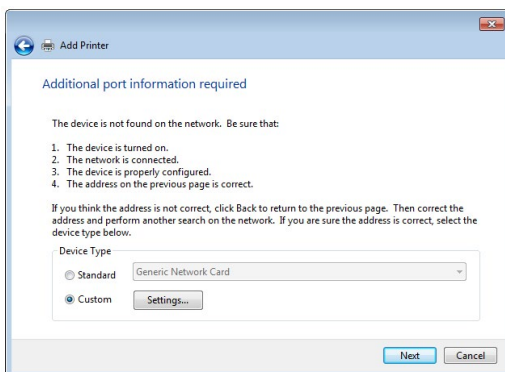 Add Printer
Additional port information required
The device is not found on the network. Be sure that:
1. The device is turned on.
2. The network is connected.
3. The device is properly configured.
4. The address on the previous page is correct.
If you think the address is not correct, click Back to return to the previous page. Then correct the
address and perform another search on the network. If you are sure the address is correct, select the
device type below.
Device Type
Standard Generic Network Card
Custom Settings...
Next Cancel